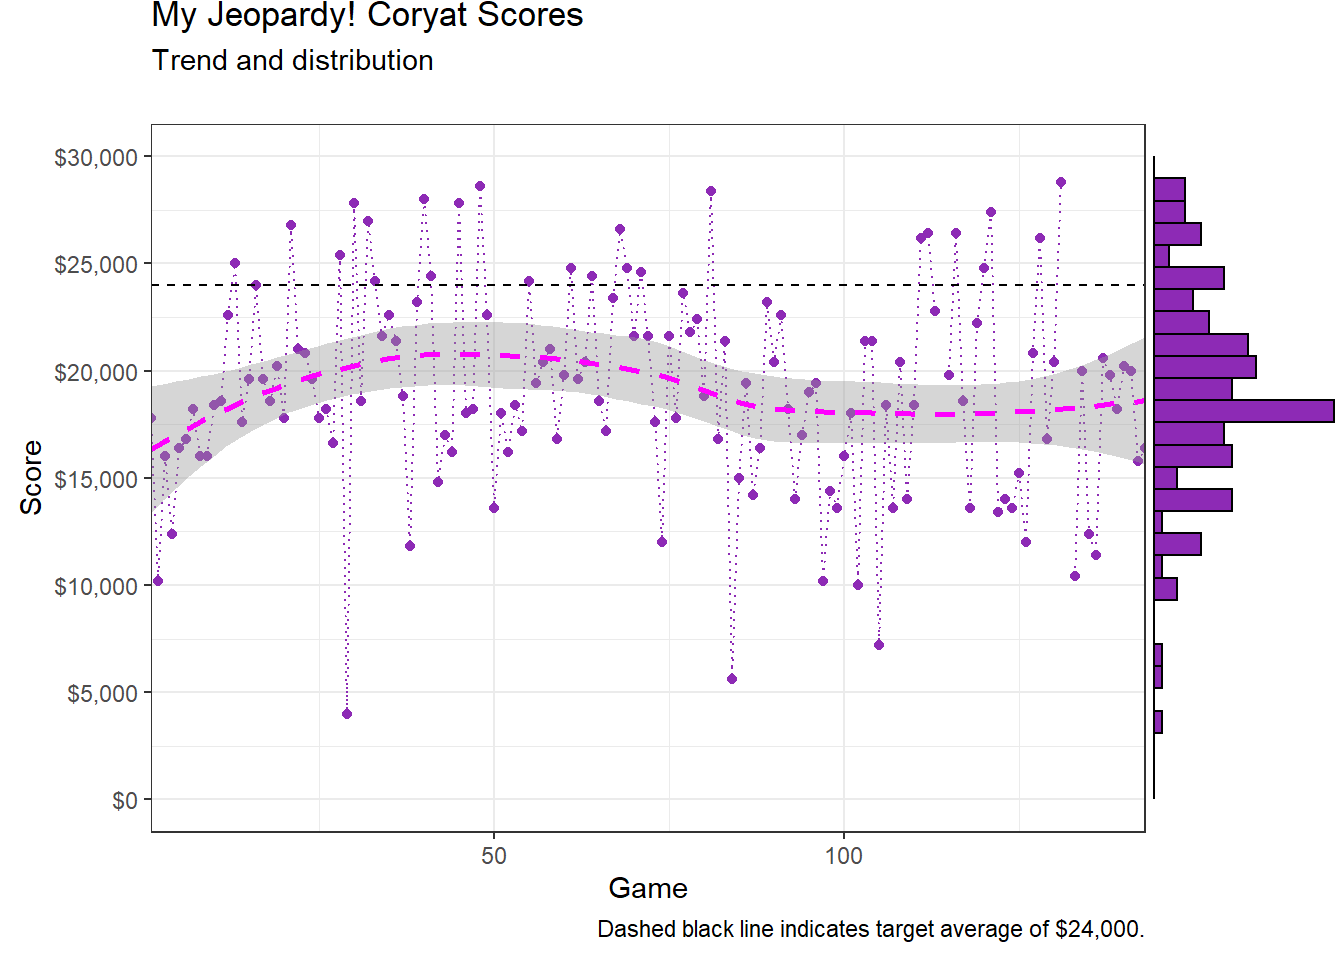 My Jeopardy! Coryat Scores
Trend and distribution
$30,000
$25,000
$20,000
$15,000
$10,000
$5,000
$0
Score
50
100
Game
Dashed black line indicates target average of $24,000.